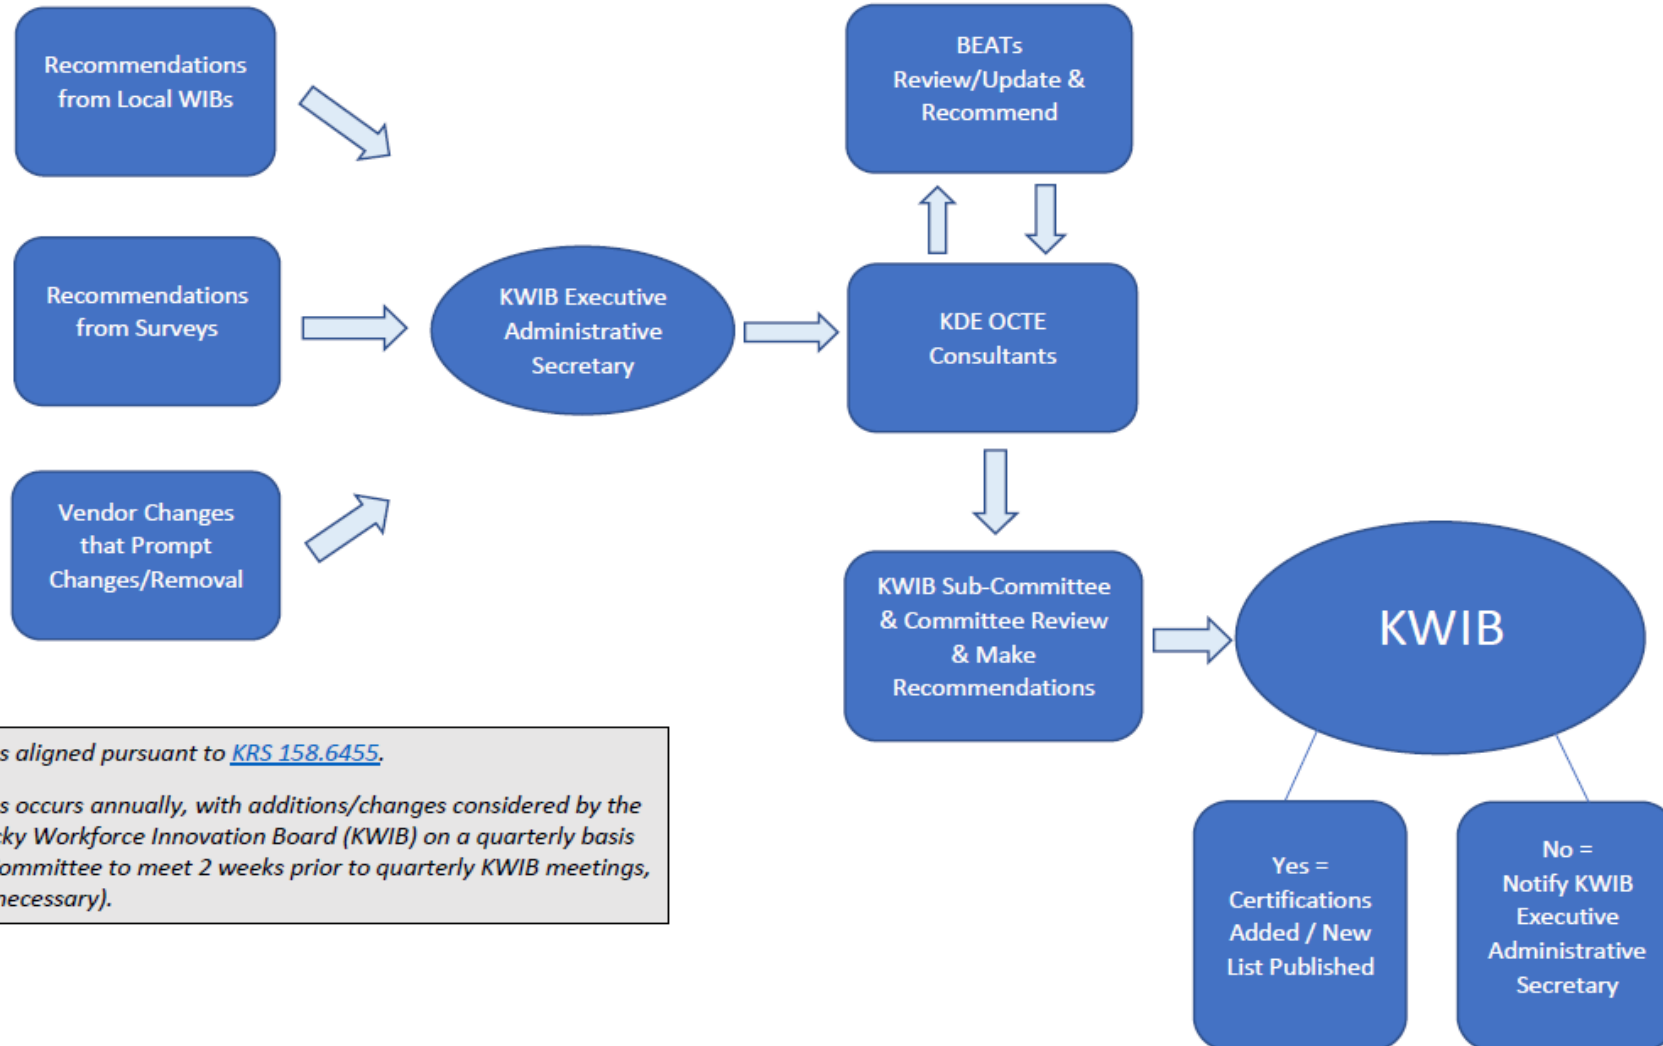 Recommendations
from Local WIBs
BEATs
Review/Update &
Recommend
Recommendations
from Surveys
KWIB Executive
Administrative
Secretary
KDE OCTE
Consultants
Vendor Changes
that Prompt
Changes/Removal
KWIB Sub-Committee
& Committee Review
& Make
Recommendations
KWIB
s aligned pursuant to KRS 158.6455.
s occurs annually, with additions/changes considered by the
cky Workforce Innovation Board (KWIB) on a quarterly basis
ommittee to meet 2 weeks prior to quarterly KWIB meetings,
necessary).
Yes =
Certifications
Added / New
List Published
No =
Notify KWIB
Executive
Administrative
Secretary